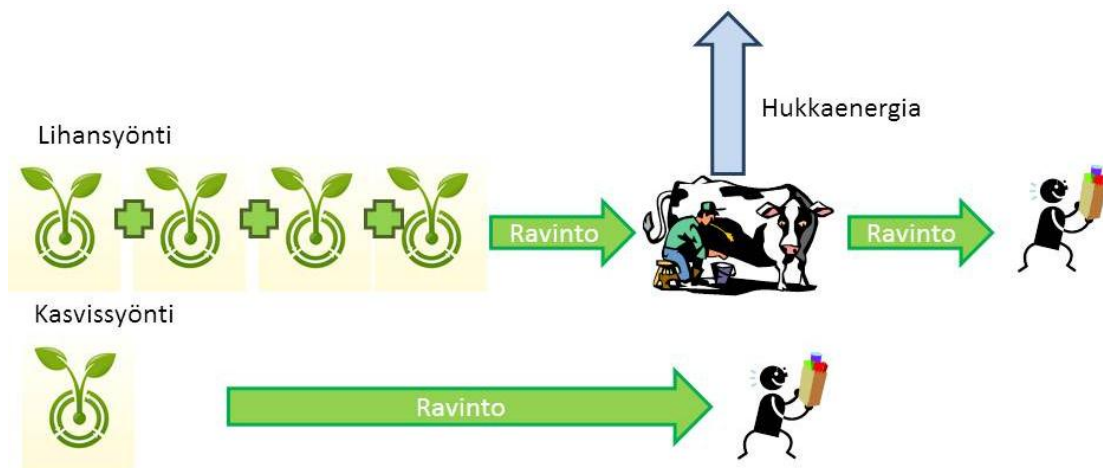 Hukkaenergia
Lihansyönti
Ravinto
Ravinto
Kasvissyönti
Ravinto